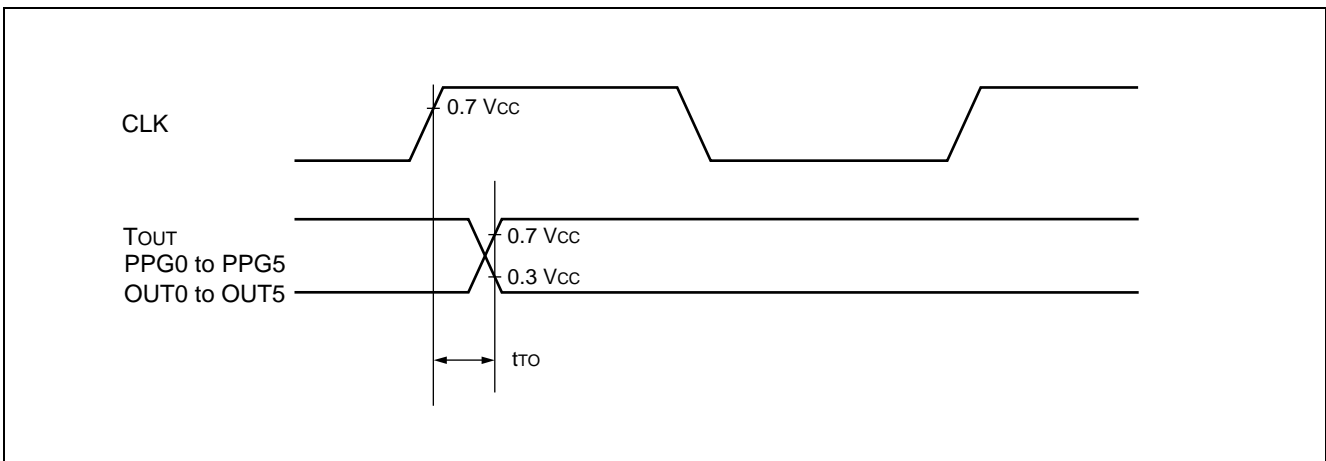 CLK
0.7 VCC
TOUT
PPG0 to PPG5
OUT0 to OUT5
0.7 VCC
0.3 VCC
tTO